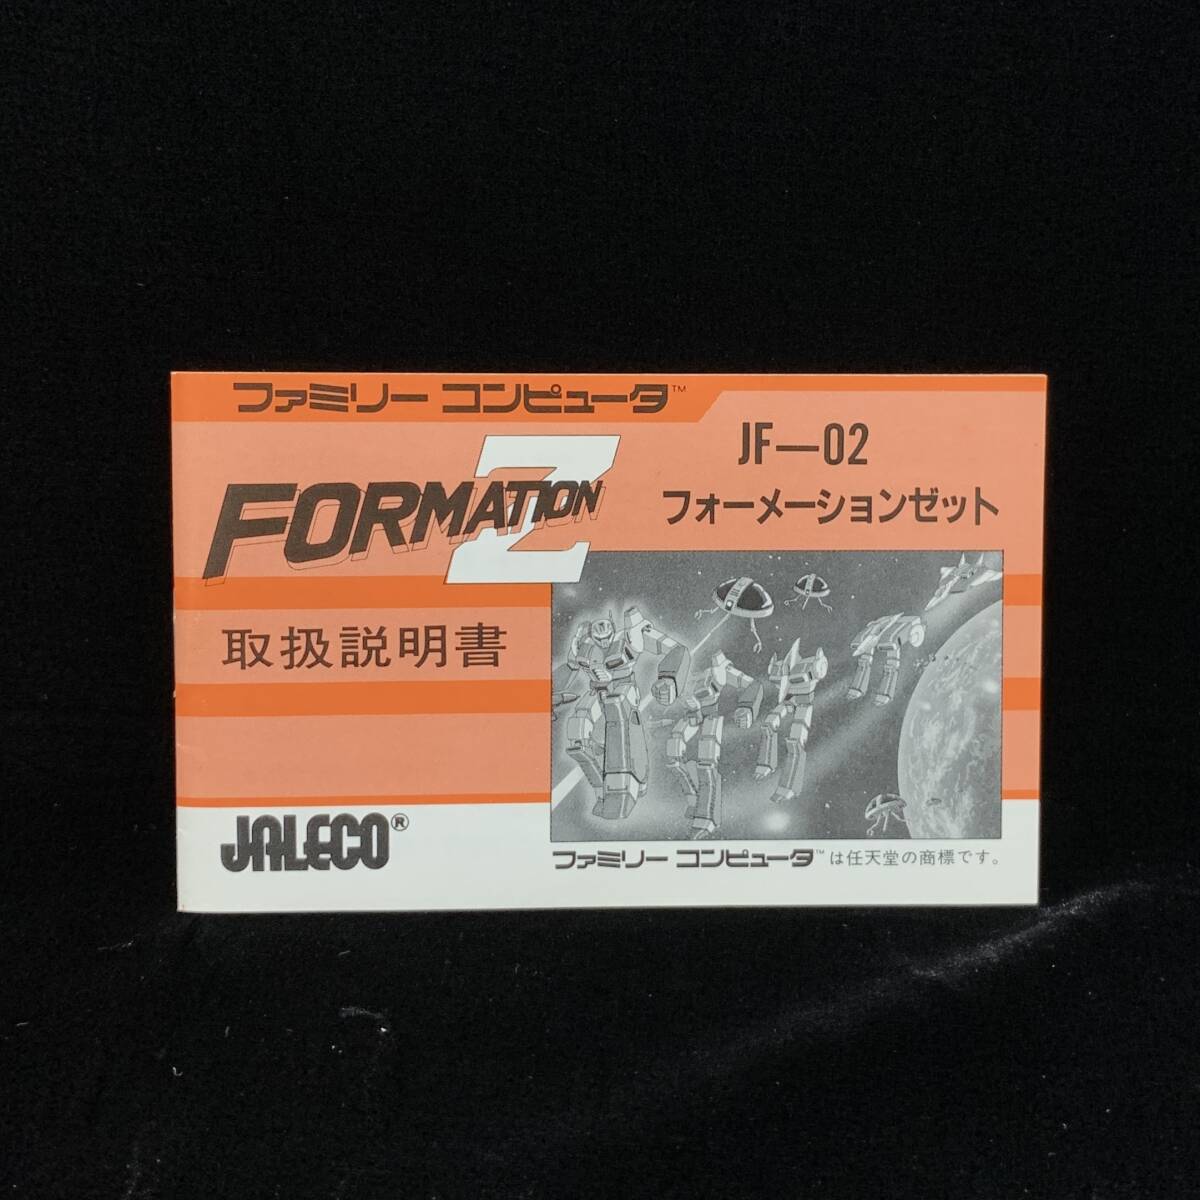 ファミリー コンピュータ™
FORMATION Z
JF—02
フォーメーションゼット
取扱説明書
JALECO®
ファミリー コンピュータ™は任天堂の商標です。